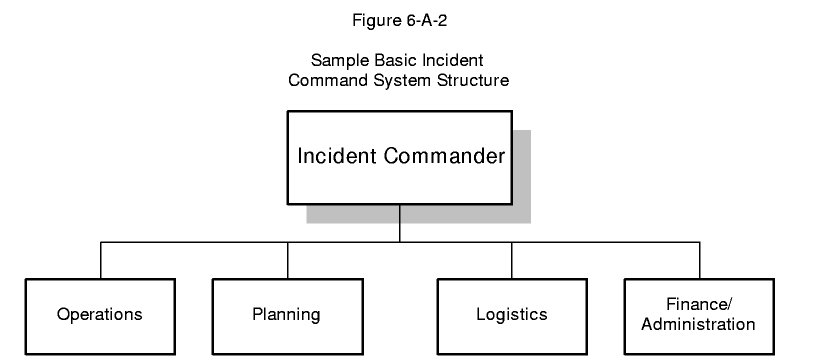 Figure 6-A-2
Sample Basic Incident
Command System Structure
Incident Commander
Operations
Planning
Logistics
Finance/
Administration